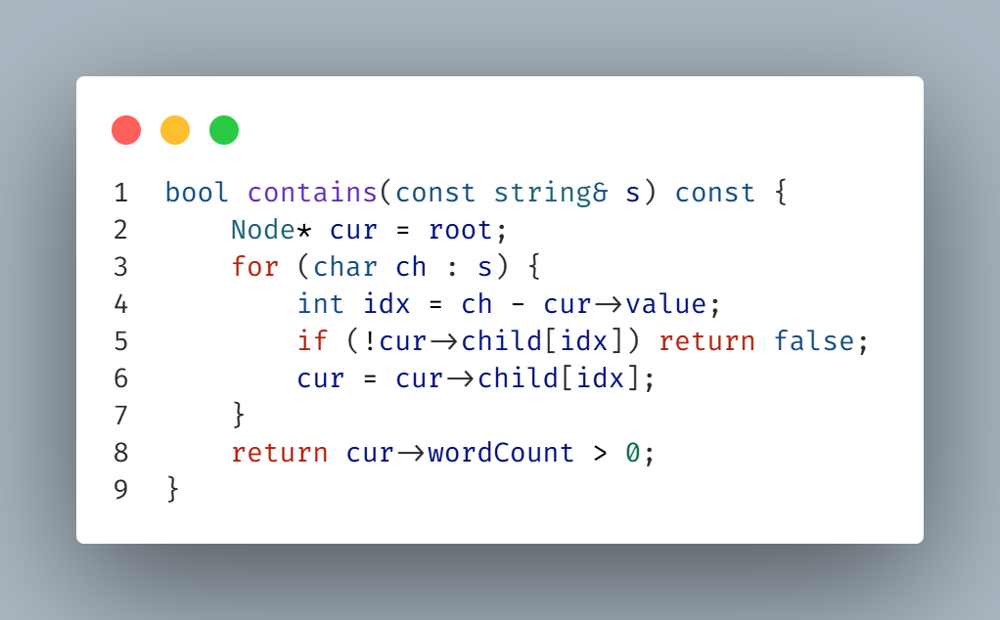 1 bool contains(const string& s) const {
2     Node* cur = root;
3     for (char ch : s) {
4         int idx = ch - cur->value;
5         if (!cur->child[idx]) return false;
6         cur = cur->child[idx];
7     }
8     return cur->wordCount > 0;
9 }